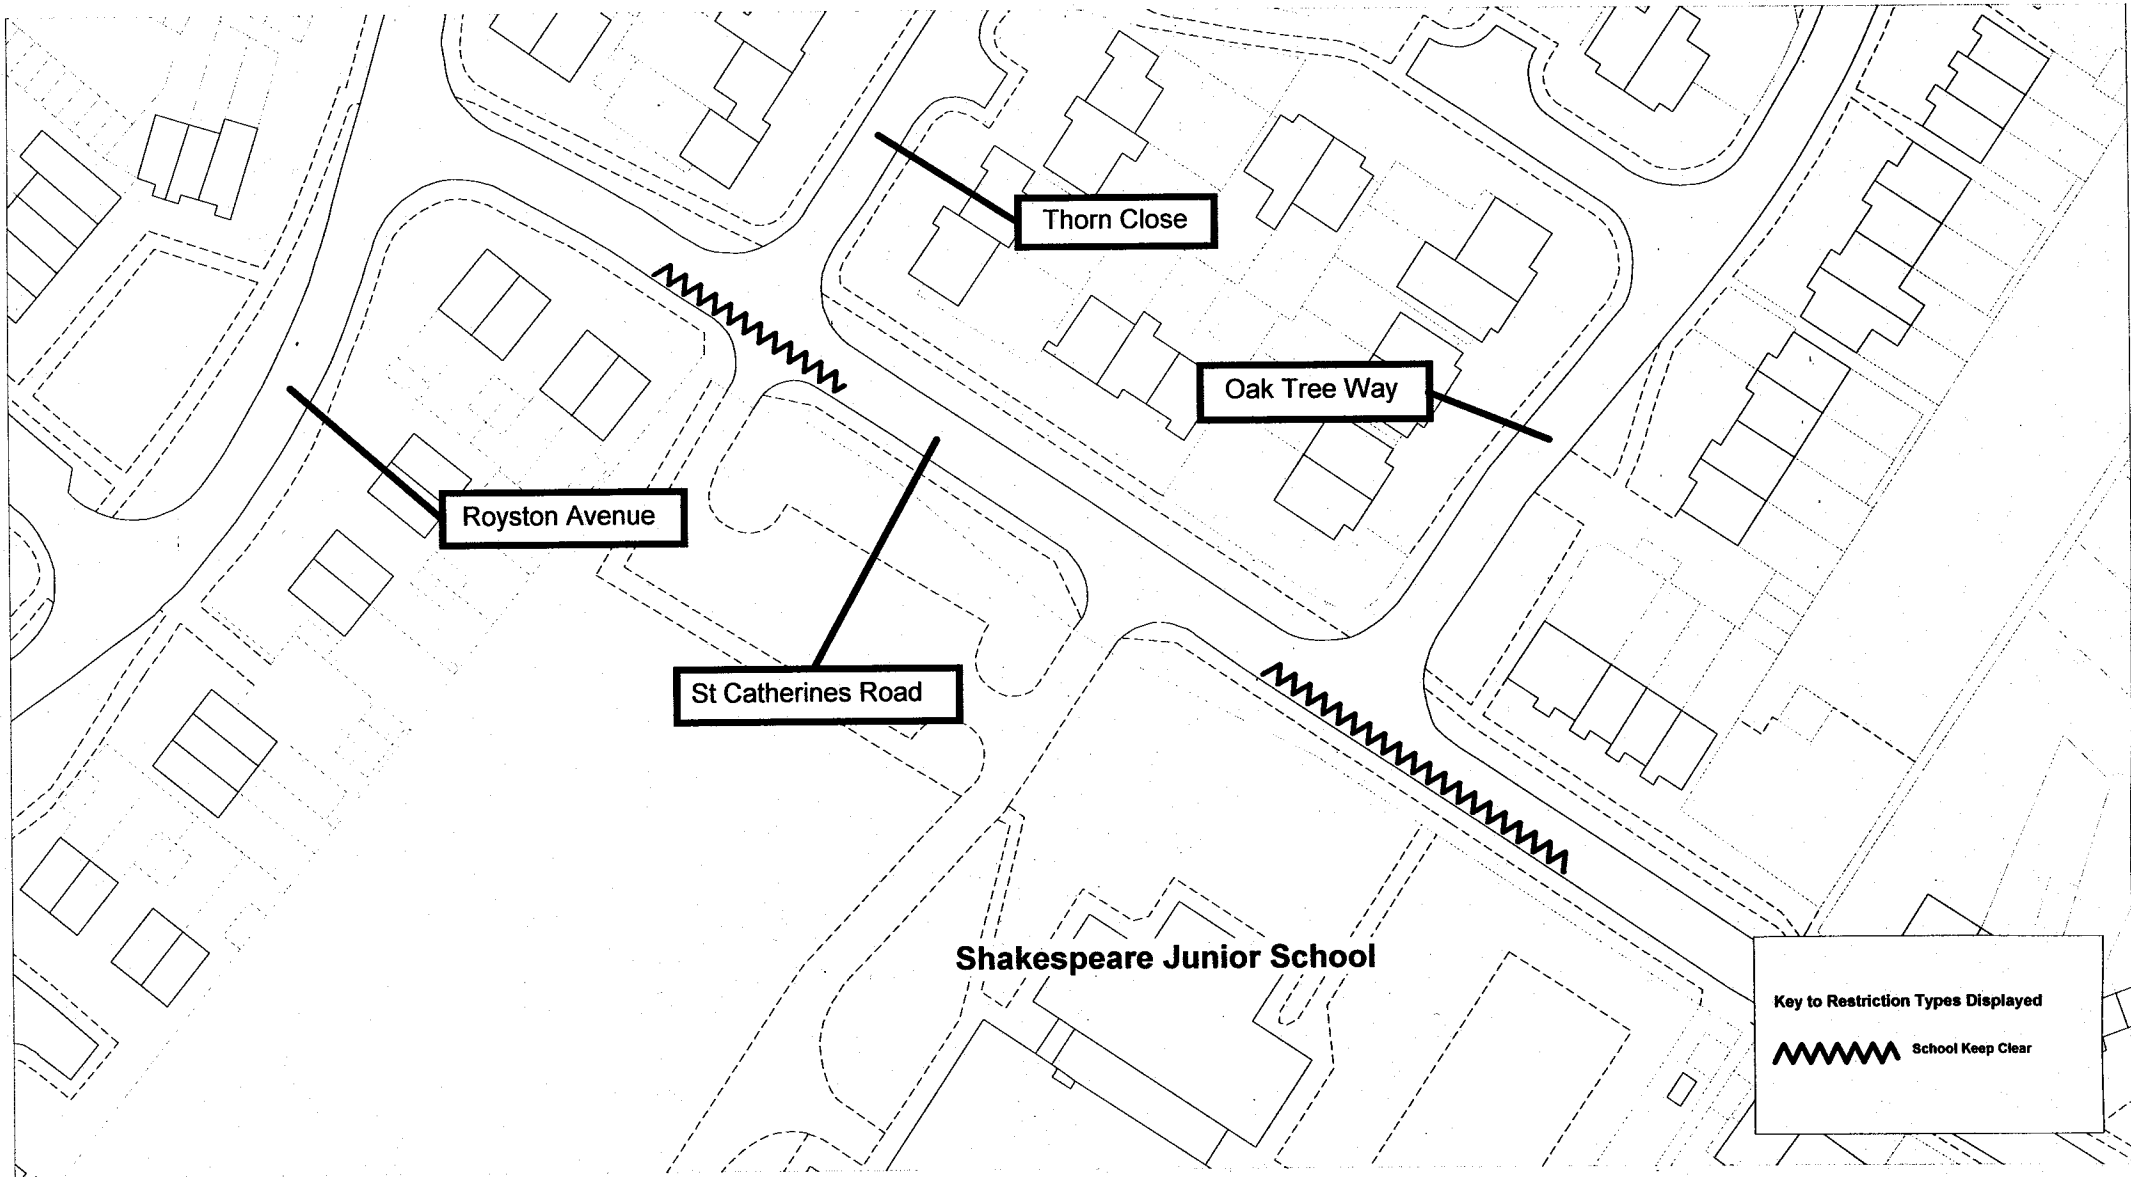 Thorn Close
Oak Tree Way
Royston Avenue
St Catherines Road
Shakespeare Junior School
Key to Restriction Types Displayed
School Keep Clear